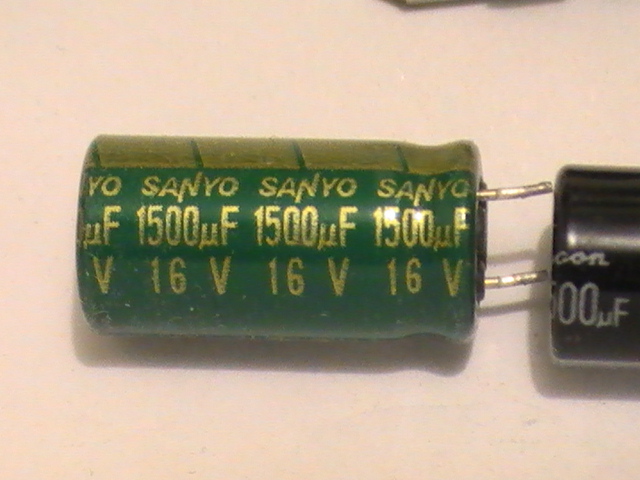 YO SANYO SANYO SANYO
µF 1500µF 1500µF 1500µF
V 16 V 16 V 16 V
con
500µF